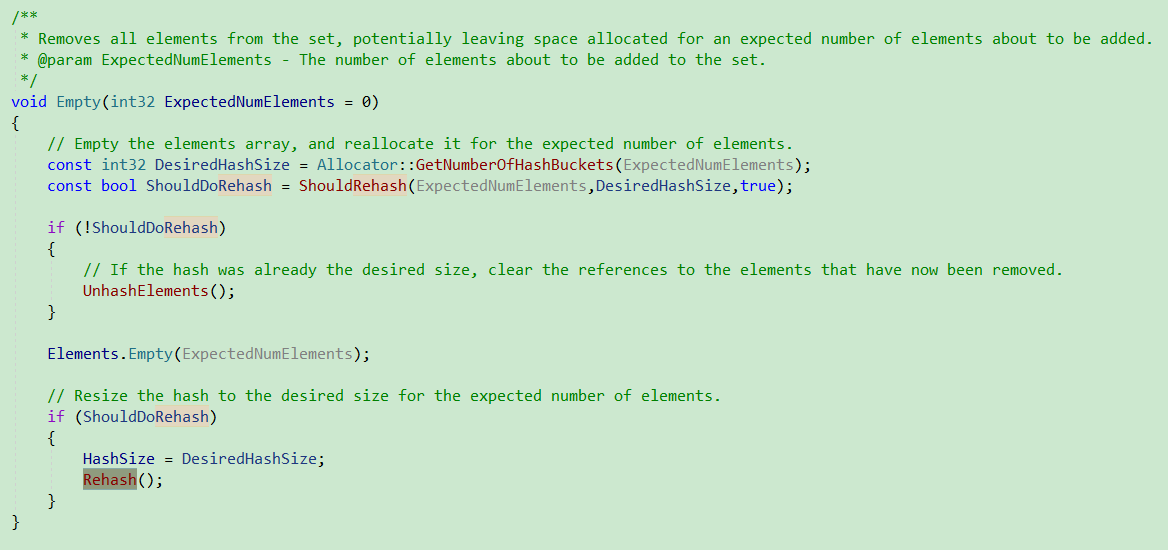 /**
 * Removes all elements from the set, potentially leaving space allocated for an expected number of elements about to be added.
 * @param ExpectedNumElements - The number of elements about to be added to the set.
 */
void Empty(int32 ExpectedNumElements = 0)
{
    // Empty the elements array, and reallocate it for the expected number of elements.
    const int32 DesiredHashSize = Allocator::GetNumberOfHashBuckets(ExpectedNumElements);
    const bool ShouldDoRehash = ShouldRehash(ExpectedNumElements,DesiredHashSize,true);

    if (!ShouldDoRehash)
    {
        // If the hash was already the desired size, clear the references to the elements that have now been removed.
        UnhashElements();
    }

    Elements.Empty(ExpectedNumElements);

    // Resize the hash to the desired size for the expected number of elements.
    if (ShouldDoRehash)
    {
        HashSize = DesiredHashSize;
        Rehash();
    }
}